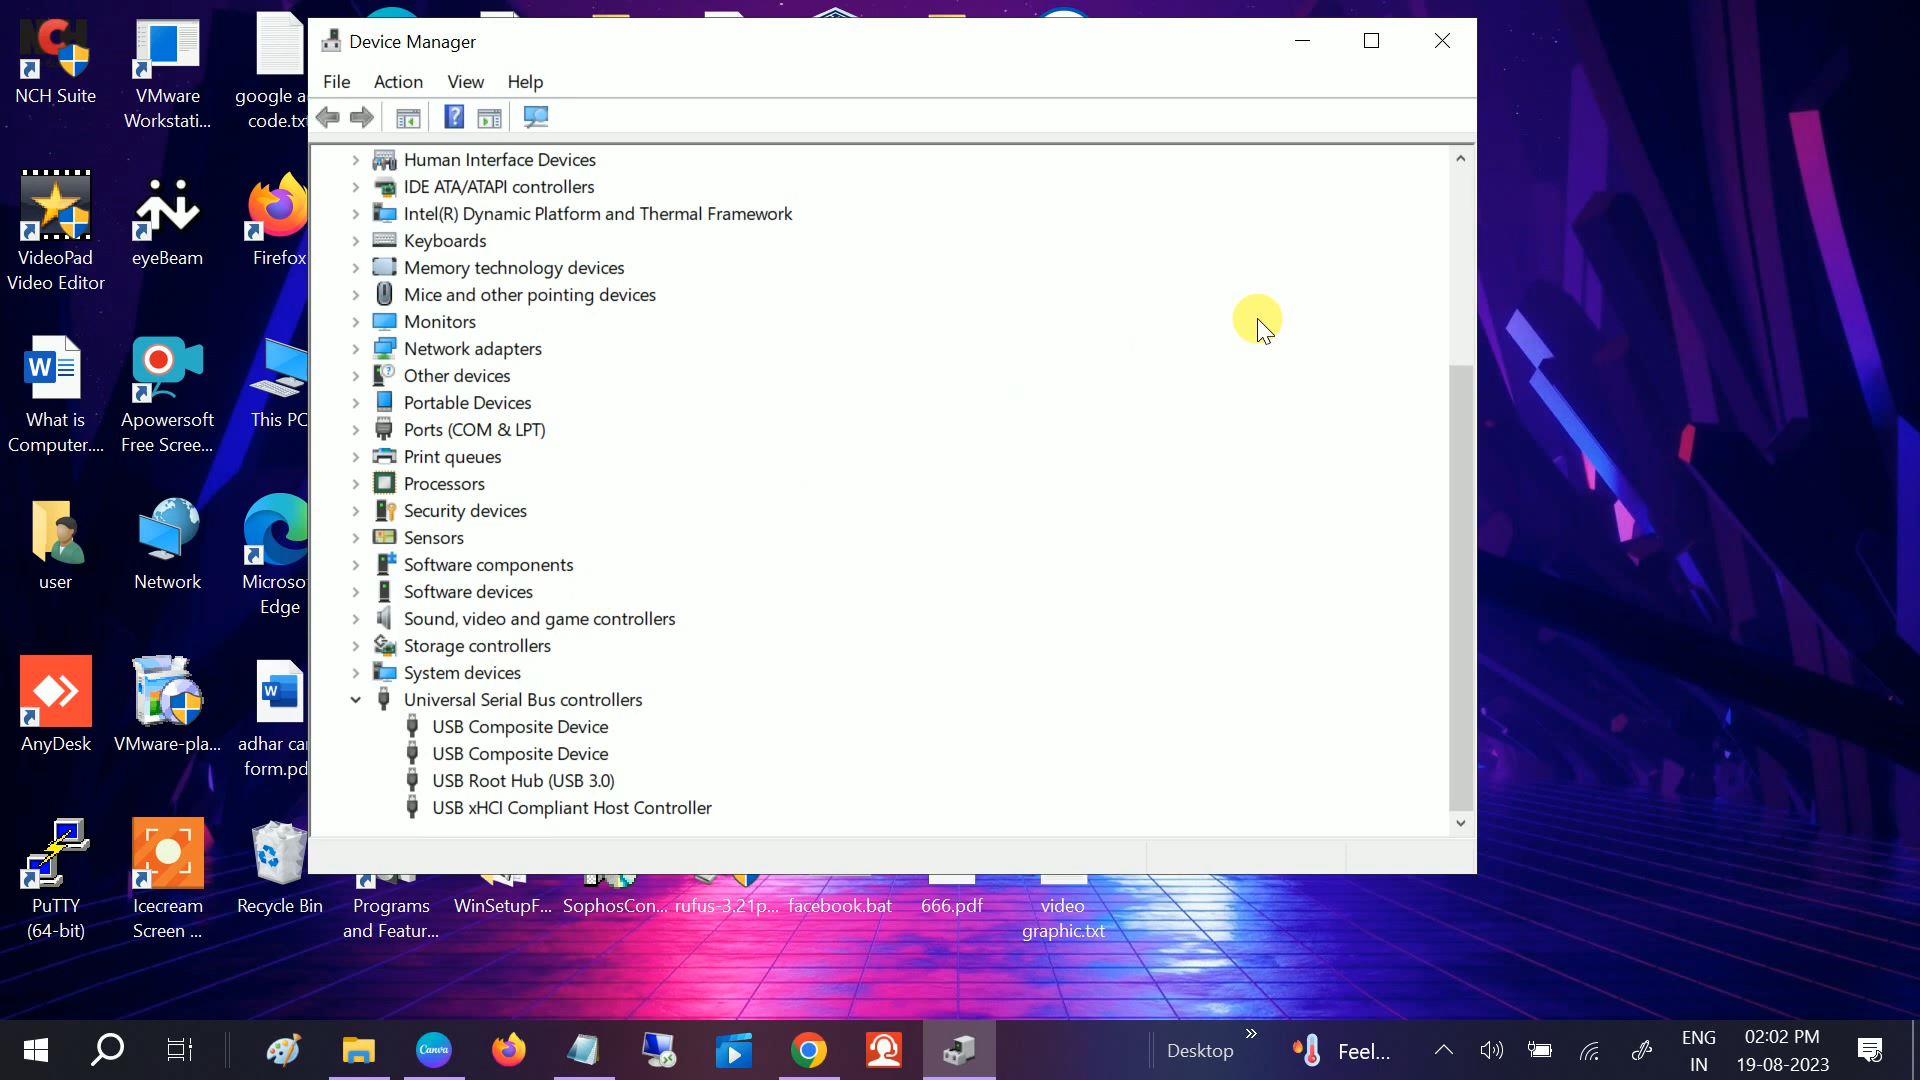 Device Manager
File Action View Help
Human Interface Devices
IDE ATA/ATAPI controllers
Intel(R) Dynamic Platform and Thermal Framework
Keyboards
Memory technology devices
Mice and other pointing devices
Monitors
Network adapters
Other devices
Portable Devices
Ports (COM & LPT)
Print queues
Processors
Security devices
Sensors
Software components
Software devices
Sound, video and game controllers
Storage controllers
System devices
Universal Serial Bus controllers
USB Composite Device
USB Composite Device
USB Root Hub (USB 3.0)
USB xHCI Compliant Host Controller
NCH Suite
VMware
Workstati...
google a
code.tx
VideoPad
Video Editor
eyeBeam
Firefox
What is
Computer....
Apowersoft
Free Scree...
This PC
user
Network
Microso
Edge
AnyDesk
VMware-pla...
adhar ca
form.pd
PuTTY
(64-bit)
Icecream
Screen ...
Recycle Bin
Programs
and Featur...
WinSetupF...
SophosCon...
rufus-3.21p...
facebook.bat
666.pdf
video
graphic.txt
Canva
Desktop
Feel...
ENG
IN
02:02 PM
19-08-2023